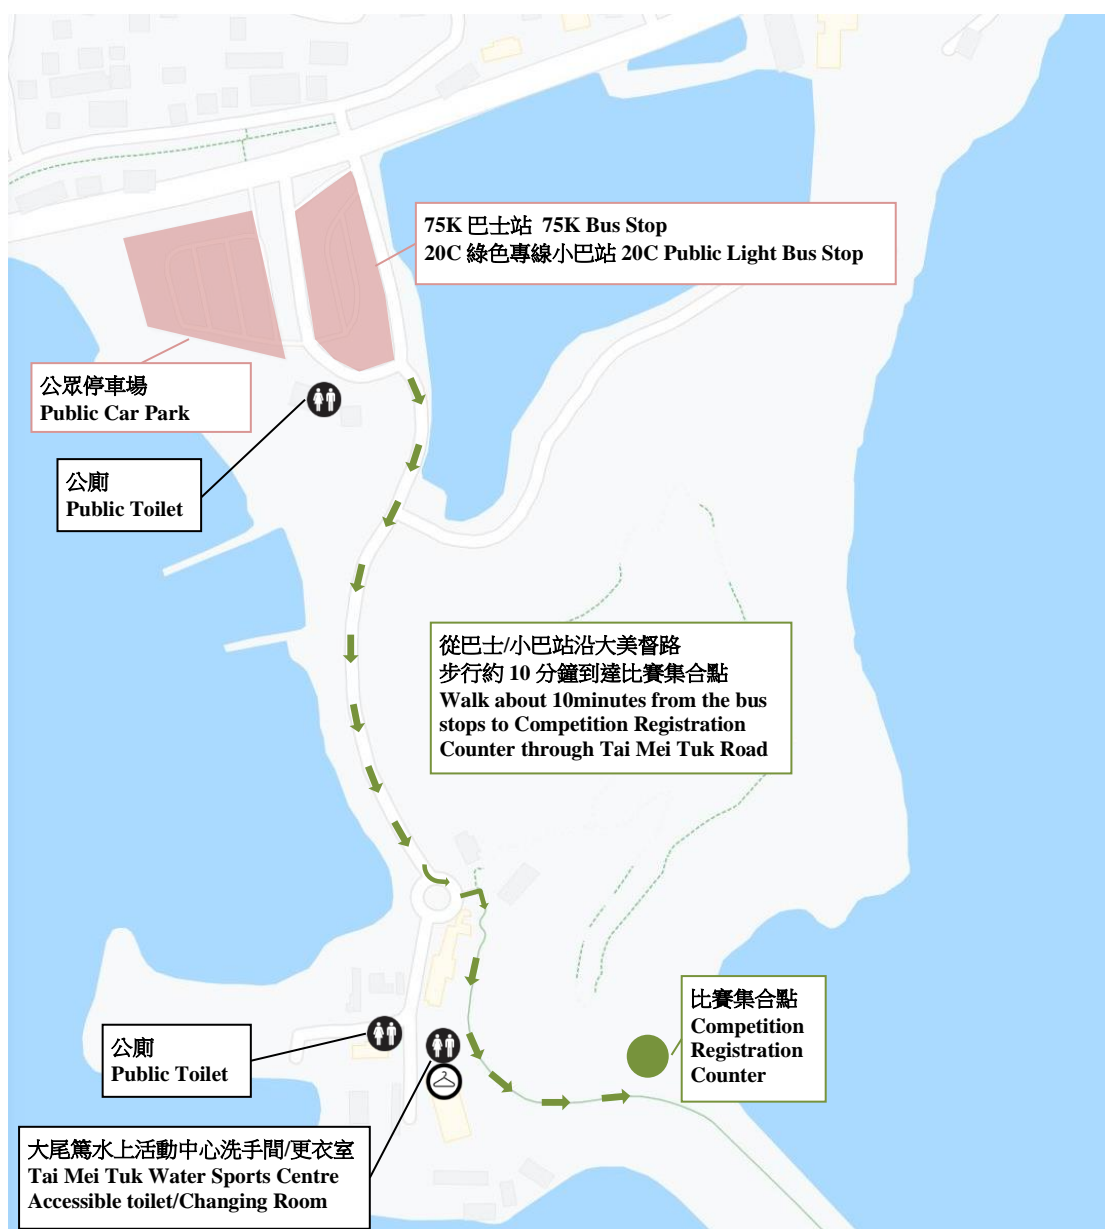 75K 巴士站 75K Bus Stop
20C 綠色專線小巴站 20C Public Light Bus Stop
公眾停車場
Public Car Park
公廁
Public Toilet
從巴士/小巴站沿大美督路
步行約 10 分鐘到達比賽集合點
Walk about 10minutes from the bus
stops to Competition Registration
Counter through Tai Mei Tuk Road
比賽集合點
Competition
Registration
Counter
公廁
Public Toilet
大尾篤水上活動中心洗手間/更衣室
Tai Mei Tuk Water Sports Centre
Accessible toilet/Changing Room